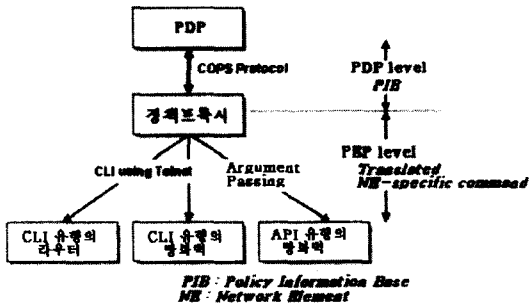 PDP
COPS Protocol
PDP level
PIB
정책프록시
CLI using Telnet
Argument
Passing
PEP level
Translated
NE-specific command
CLI 유형의
라우터
CLI 유형의
방화벽
API 유형의
방화벽
PIB : Policy Information Base
NE : Network Element